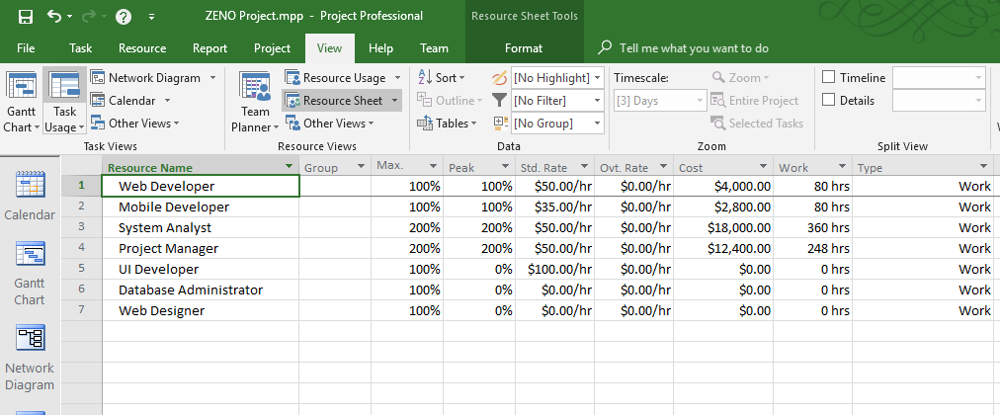 ZENO Project.mpp - Project Professional
Resource Sheet Tools
File Task Resource Report Project View Help Team Format Tell me what you want to do
Gantt Chart
Task Usage
Network Diagram
Calendar
Other Views
Task Views
Team Planner
Resource Usage
Resource Sheet
Other Views
Resource Views
Sort
Outline
Tables
[No Highlight]
[No Filter]
[No Group]
Data
Timescale:
[3] Days
Zoom
Entire Project
Selected Tasks
Zoom
Timeline
Details
Split View
Calendar
Gantt
Chart
Network
Diagram
Resource Name Group Max. Peak Std. Rate Ovt. Rate Cost Work Type
1 Web Developer 100% 100% $50.00/hr $0.00/hr $4,000.00 80 hrs Work
2 Mobile Developer 100% 100% $35.00/hr $0.00/hr $2,800.00 80 hrs Work
3 System Analyst 200% 200% $50.00/hr $0.00/hr $18,000.00 360 hrs Work
4 Project Manager 200% 200% $50.00/hr $0.00/hr $12,400.00 248 hrs Work
5 UI Developer 100% 0% $100.00/hr $0.00/hr $0.00 0 hrs Work
6 Database Administrator 100% 0% $0.00/hr $0.00/hr $0.00 0 hrs Work
7 Web Designer 100% 0% $0.00/hr $0.00/hr $0.00 0 hrs Work